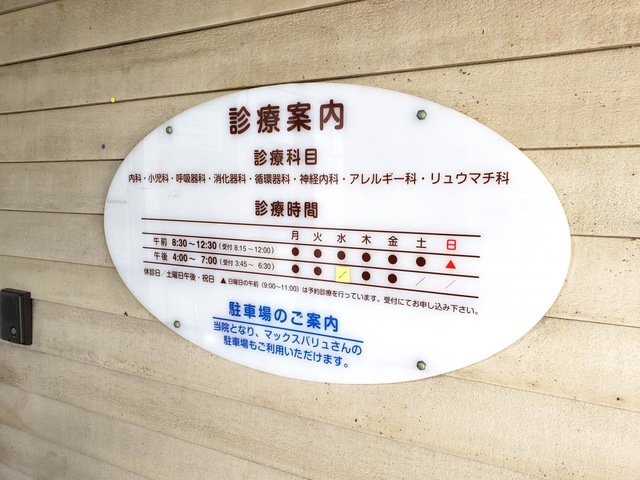 診療案内
診療科目
内科・小児科・呼吸器科・消化器科・循環器科・神経内科・アレルギー科・リュウマチ科
診療時間
月 火 水 木 金 土 日
午前 8:30～12:30（受付 8:15～12:00） ● ● ● ● ● ● ▲
午後 4:00～ 7:00（受付 3:45～ 6:30） ● ● ／ ● ● ／ ／
休診日／土曜日午後・祝日 ▲日曜日の午前（9:00～11:00）は予約診療を行っています。受付にてお申し込み下さい。
駐車場のご案内
当院となり、マックスバリュさんの
駐車場もご利用いただけます。